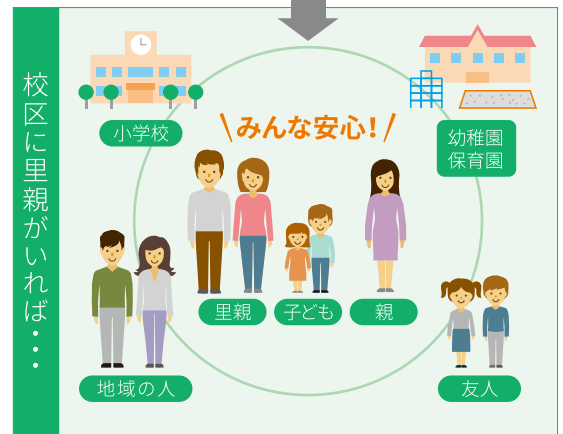 校区に里親がいれば・・・
小学校
みんな安心!
幼稚園
保育園
里親
子ども
親
地域の人
友人